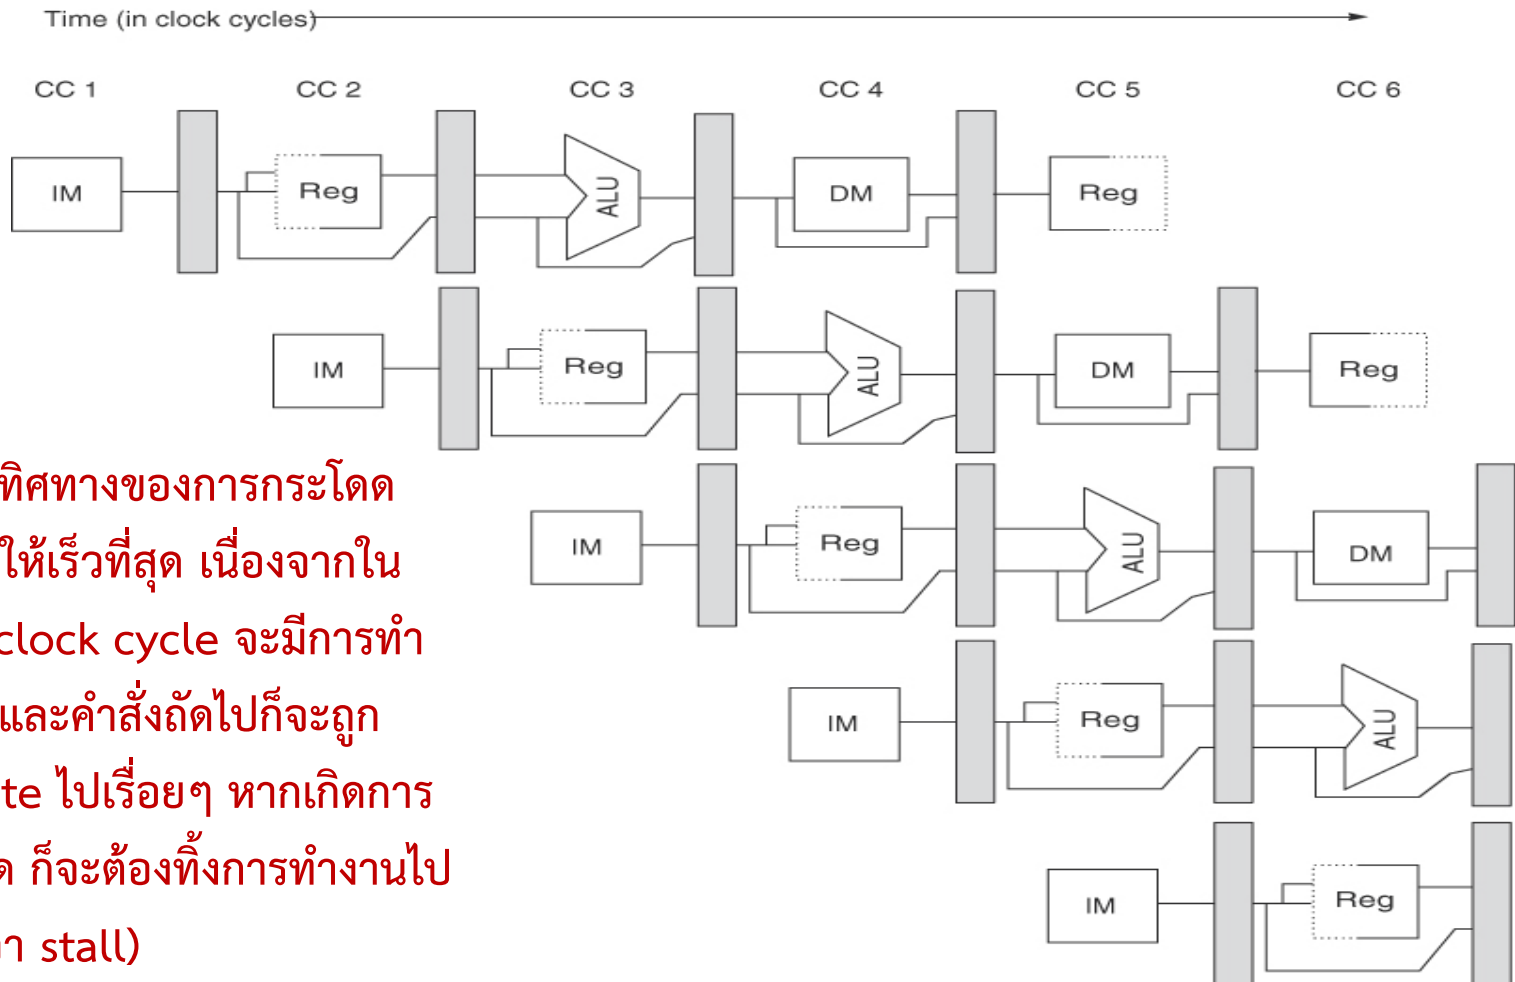 Time (in clock cycles)
CC 1 CC 2 CC 3 CC 4 CC 5 CC 6
IM Reg ALU DM Reg
IM Reg ALU DM Reg
IM Reg ALU DM
IM Reg ALU
IM Reg
ทิศทางของการกระโดด
ให้เร็วที่สุด เนื่องจากใน
clock cycle จะมีการทำ
และคำสั่งถัดไปก็จะถูก
ไปเรื่อยๆ หากเกิดการ
ก็จะต้องทิ้งการทำงานไป
stall)